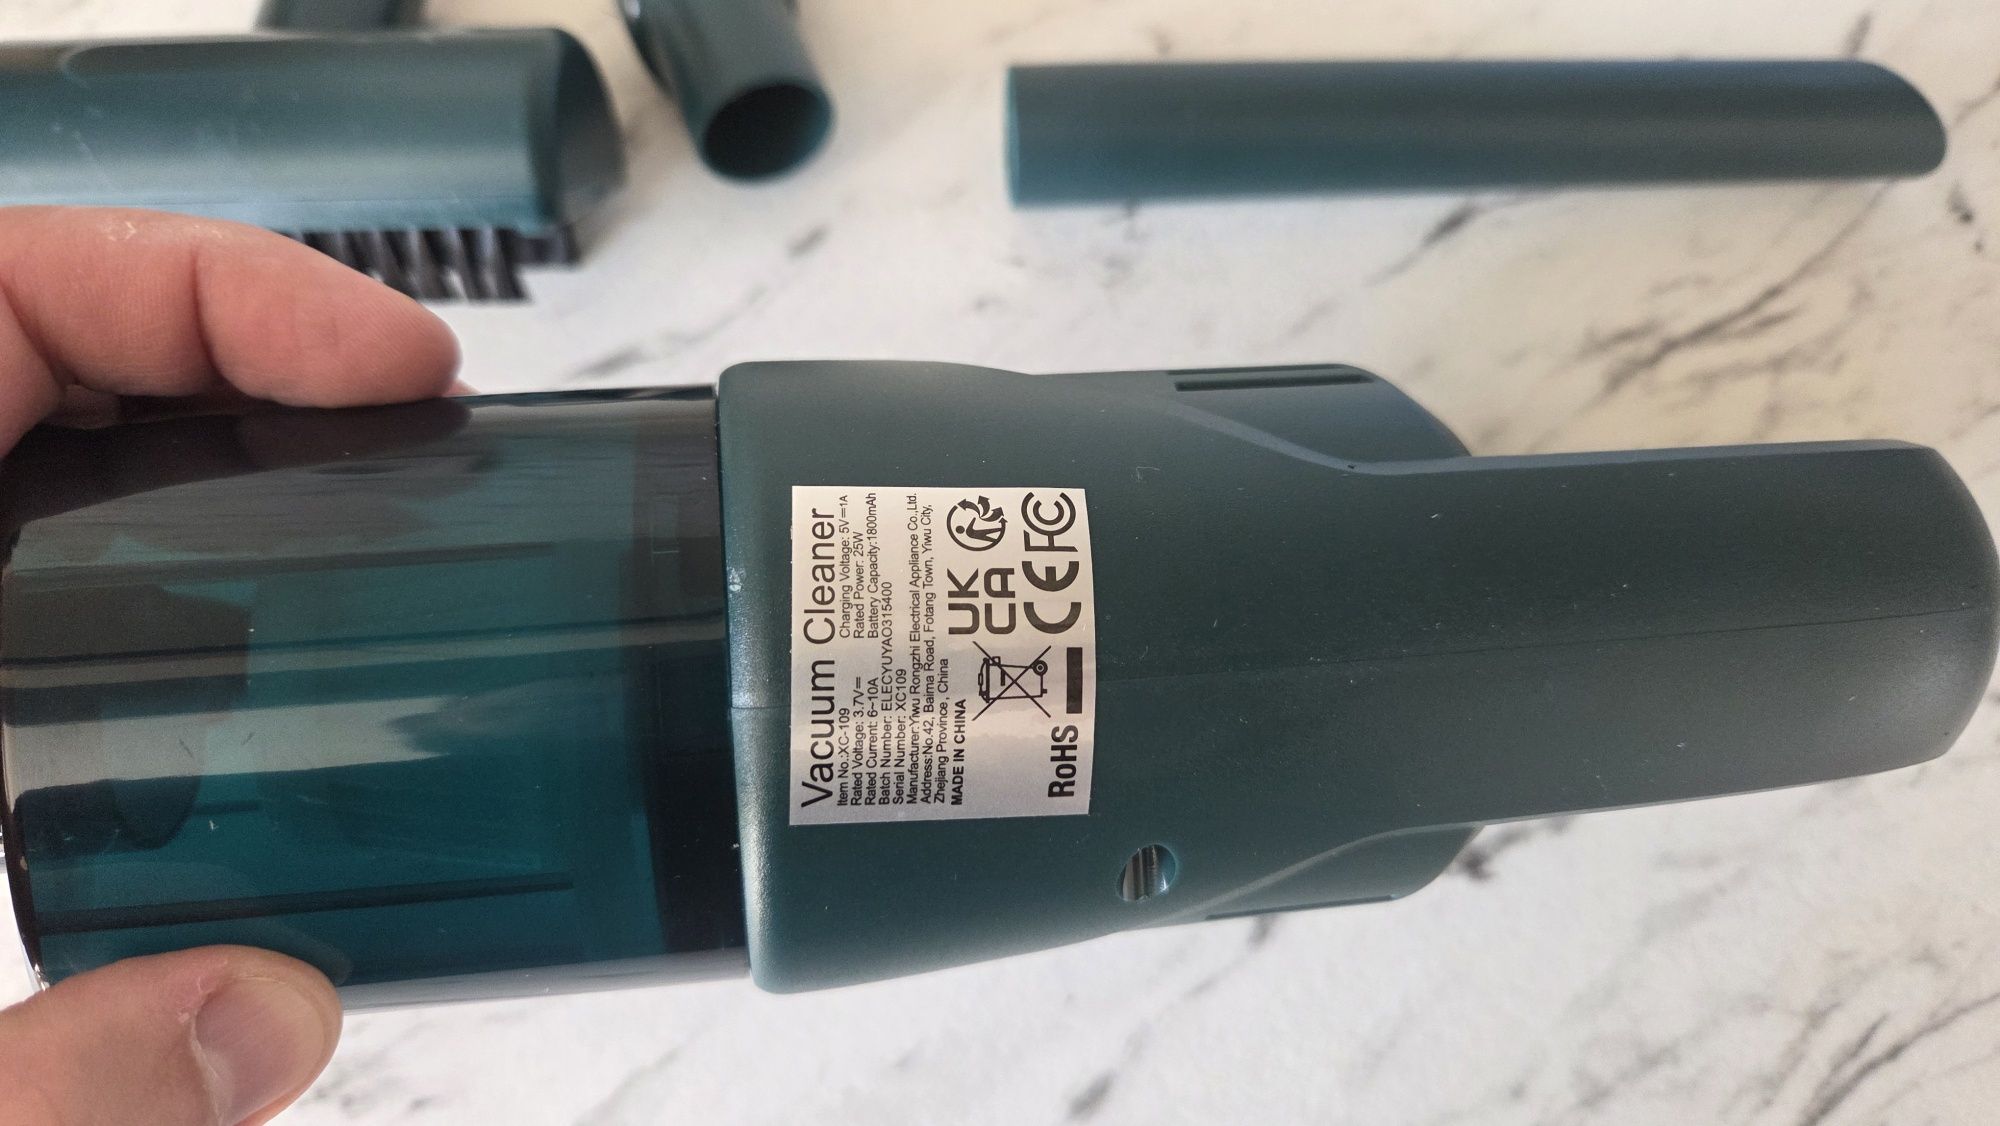 Vacuum Cleaner
Item No.:XC-109
Charging Voltage: 5V⎓1A
Rated Voltage: 3.7V⎓
Rated Power: 25W
Rated Current: 6~10A
Battery Capacity:1800mAh
Batch Number: ELECYUYAO315400
Serial Number: XC109
Manufacturer:Yiwu Rongzhi Electrical Appliance Co.,Ltd.
Address:No.42, Baima Road, Fotang Town, Yiwu City,
Zhejiang Province, China
MADE IN CHINA
UK
CA
RoHS
CE FC